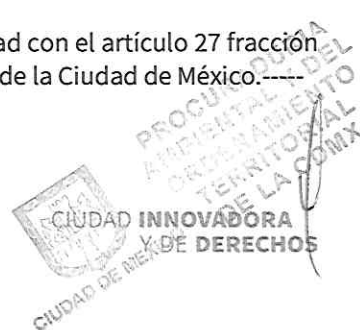 ad con el artículo 27 fracción
de la Ciudad de México.-----
PROCURADURÍA
AMBIENTAL Y DEL
ORDENAMIENTO
TERRITORIAL
DE LA CDMX
CIUDAD INNOVADORA
Y DE DERECHOS
CIUDAD DE MÉXICO